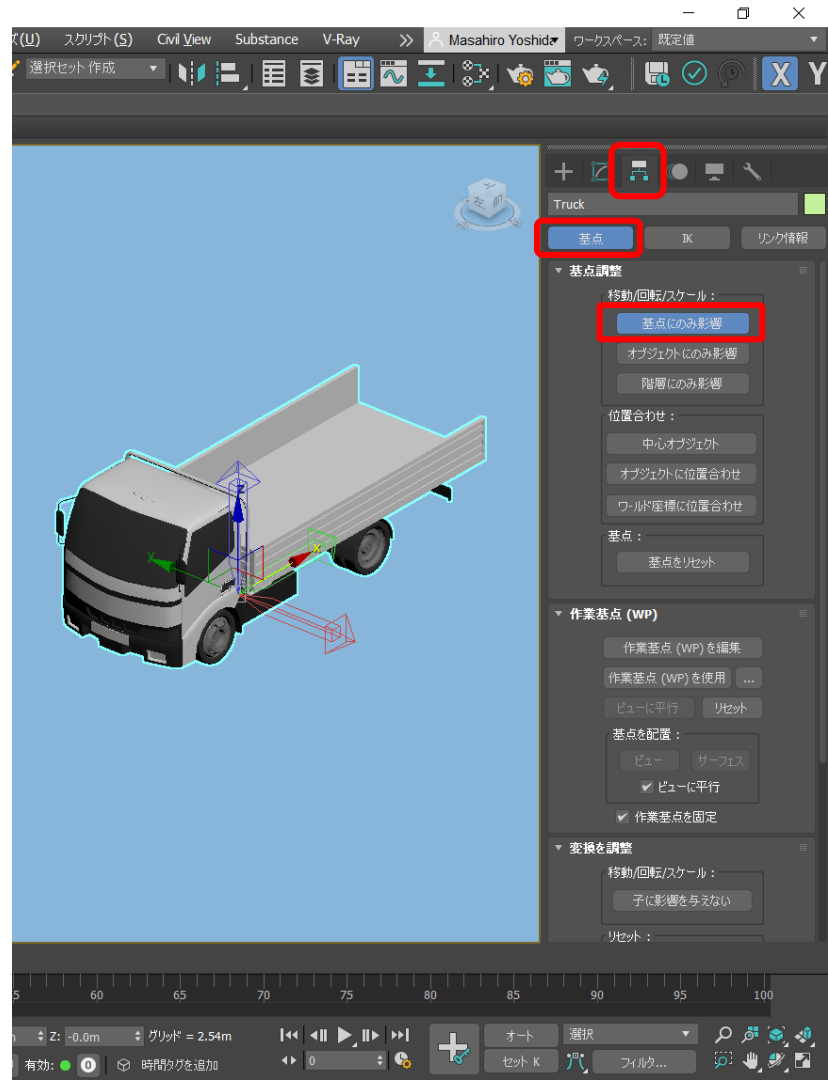 ズ(U) スクリプト(S) Civil View Substance V-Ray Masahiro Yoshida ワークスペース: 既定値
選択セット作成 X Y
Truck
基点 IK リンク情報
基点調整
移動/回転/スケール:
基点にのみ影響
オブジェクトにのみ影響
階層にのみ影響
位置合わせ:
中心オブジェクト
オブジェクトに位置合わせ
ワールド座標に位置合わせ
基点:
基点をリセット
作業基点 (WP)
作業基点 (WP) を編集
作業基点 (WP) を使用 ...
ビューに平行 リセット
基点を配置:
ビュー サーフェス
ビューに平行
作業基点を固定
変換を調整
移動/回転/スケール:
子に影響を与えない
リセット:
左 前
z
y x
5 60 65 70 75 80 85 90 95 100
Z: -0.0m グリッド = 2.54m オート 選択
有効: 0 時間タグを追加 0 セット K フィルタ...